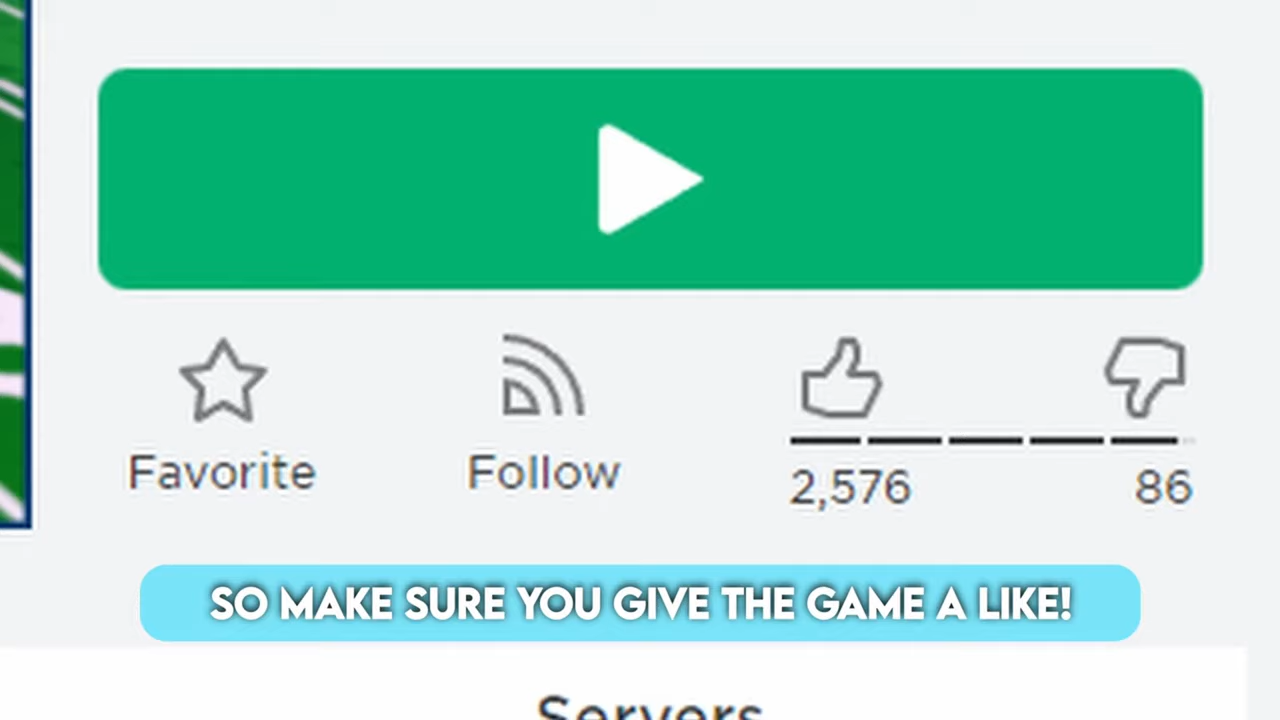 Favorite
Follow
2,576
86
SO MAKE SURE YOU GIVE THE GAME A LIKE!
Servers